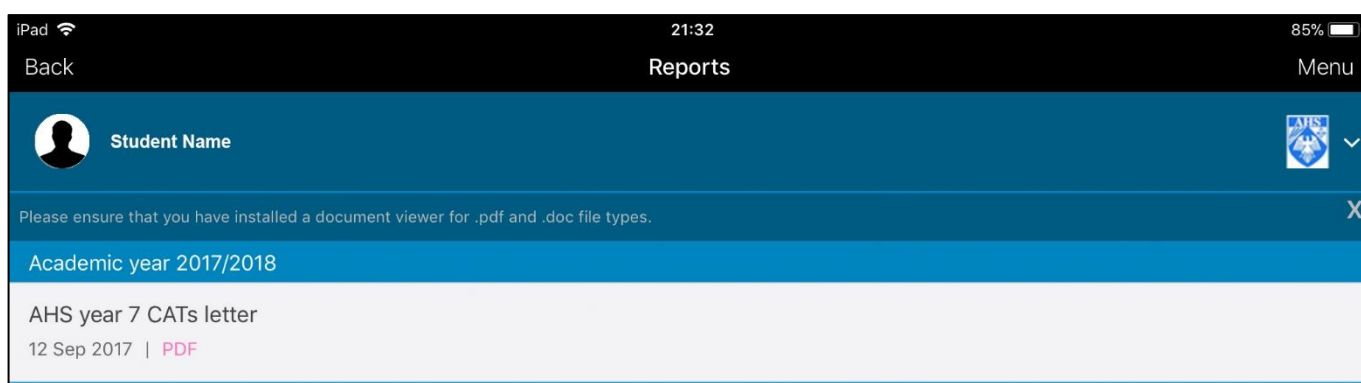 iPad 21:32 85%
Back Reports Menu
AHS
Student Name
Please ensure that you have installed a document viewer for .pdf and .doc file types. X
Academic year 2017/2018
AHS year 7 CATs letter
12 Sep 2017 | PDF